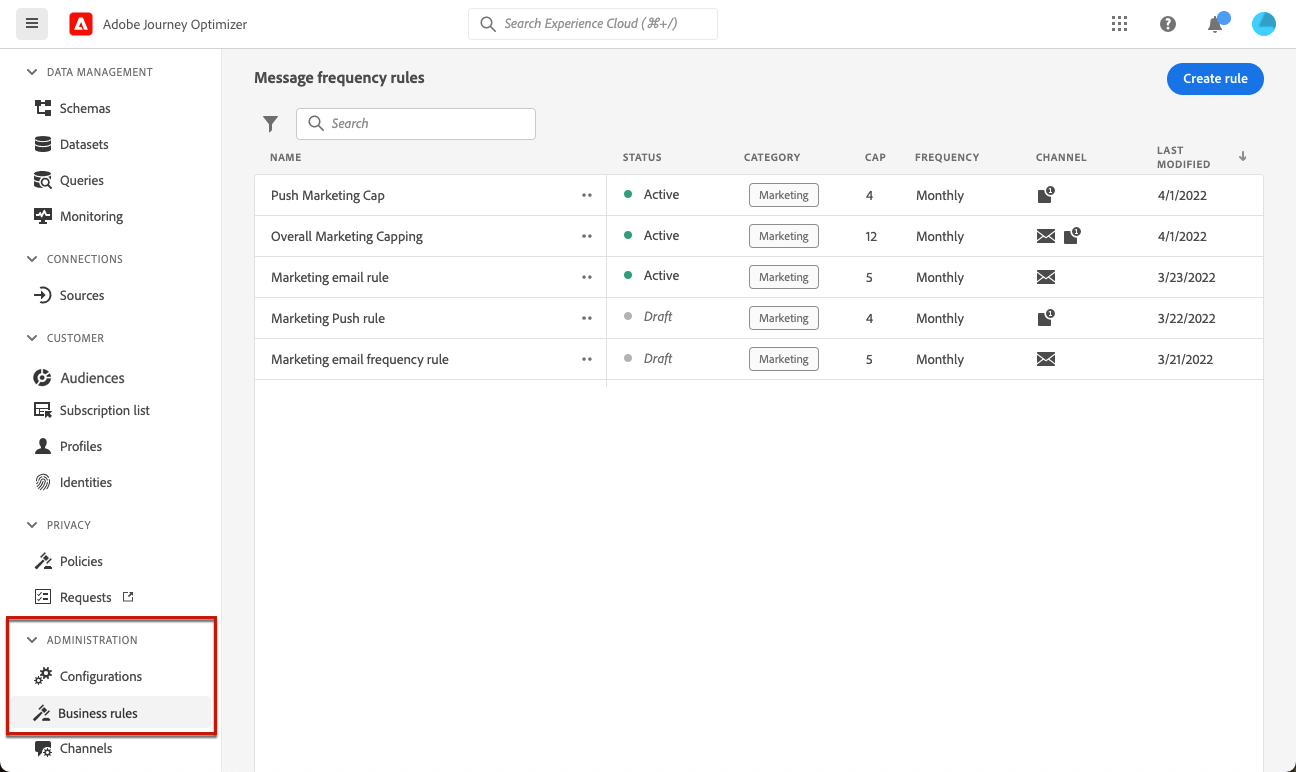 Adobe Journey Optimizer
Search Experience Cloud (⌘+/)
DATA MANAGEMENT
Schemas
Datasets
Queries
Monitoring
CONNECTIONS
Sources
CUSTOMER
Audiences
Subscription list
Profiles
Identities
PRIVACY
Policies
Requests
ADMINISTRATION
Configurations
Business rules
Channels
Message frequency rules
Create rule
Search
NAME STATUS CATEGORY CAP FREQUENCY CHANNEL LAST MODIFIED
Push Marketing Cap Active Marketing 4 Monthly 1 4/1/2022
Overall Marketing Capping Active Marketing 12 Monthly 1 4/1/2022
Marketing email rule Active Marketing 5 Monthly 3/23/2022
Marketing Push rule Draft Marketing 4 Monthly 1 3/22/2022
Marketing email frequency rule Draft Marketing 5 Monthly 3/21/2022